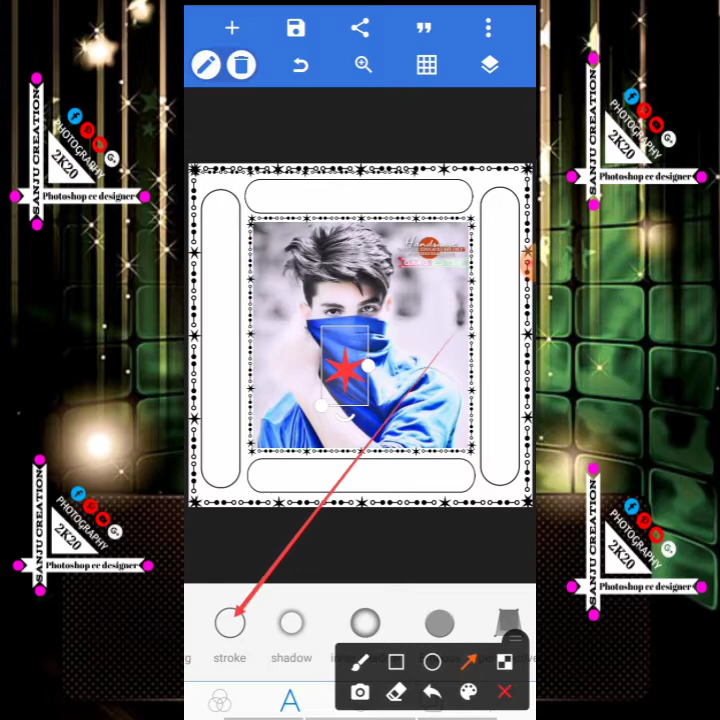 SANJU CREATION
PHOTOGRAPHY
2K20
G+
Photoshop cc designer
SANJU CREATION
PHOTOGRAPHY
2K20
G+
Photoshop cc designer
stroke
shadow
A
SANJU CREATION
PHOTOGRAPHY
2K20
G+
Photoshop cc designer
SANJU CREATION
PHOTOGRAPHY
2K20
G+
Photoshop cc designer